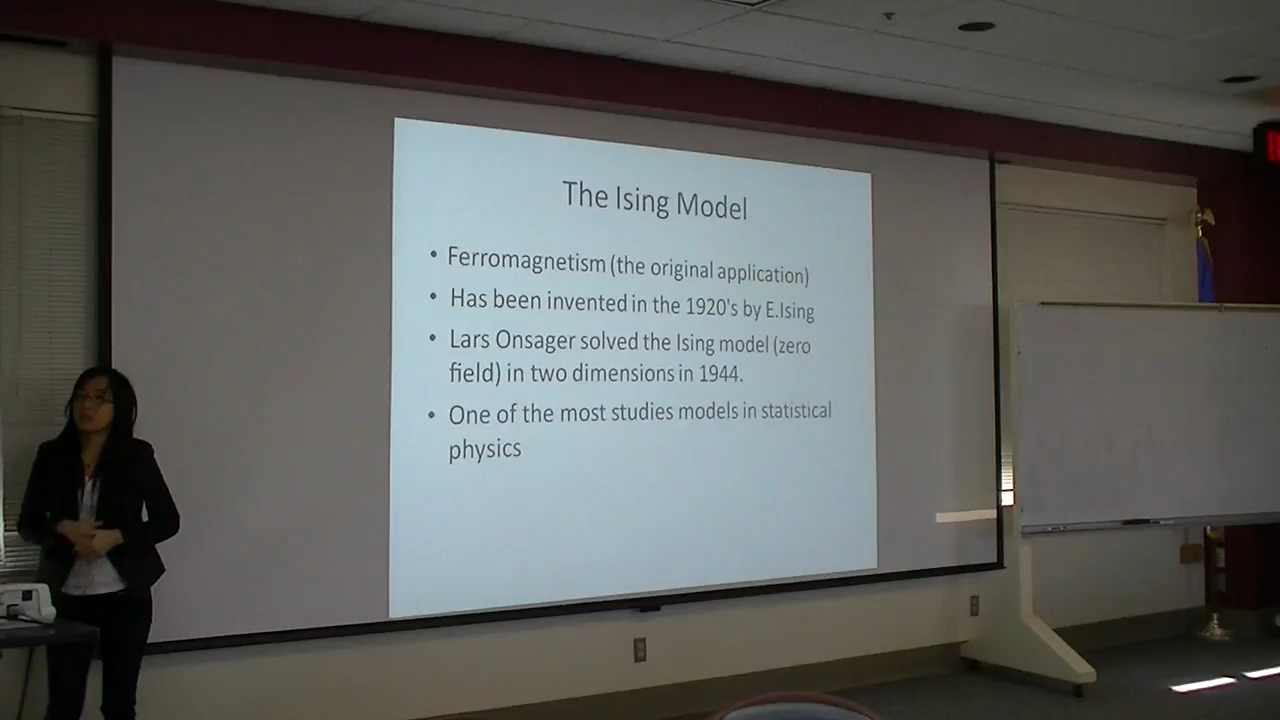 The Ising Model
• Ferromagnetism (the original application)
• Has been invented in the 1920's by E.Ising
• Lars Onsager solved the Ising model (zero
field) in two dimensions in 1944.
• One of the most studies models in statistical
physics